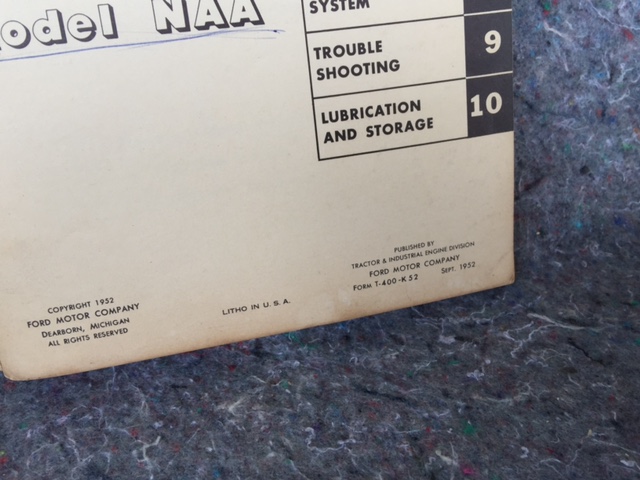 NAA
SYSTEM
TROUBLE
SHOOTING
9
LUBRICATION
AND STORAGE
10
PUBLISHED BY
TRACTOR & INDUSTRIAL ENGINE DIVISION
FORD MOTOR COMPANY
FORM T-400-K52 SEPT. 1952
LITHO IN U. S. A.
COPYRIGHT 1952
FORD MOTOR COMPANY
DEARBORN, MICHIGAN
ALL RIGHTS RESERVED